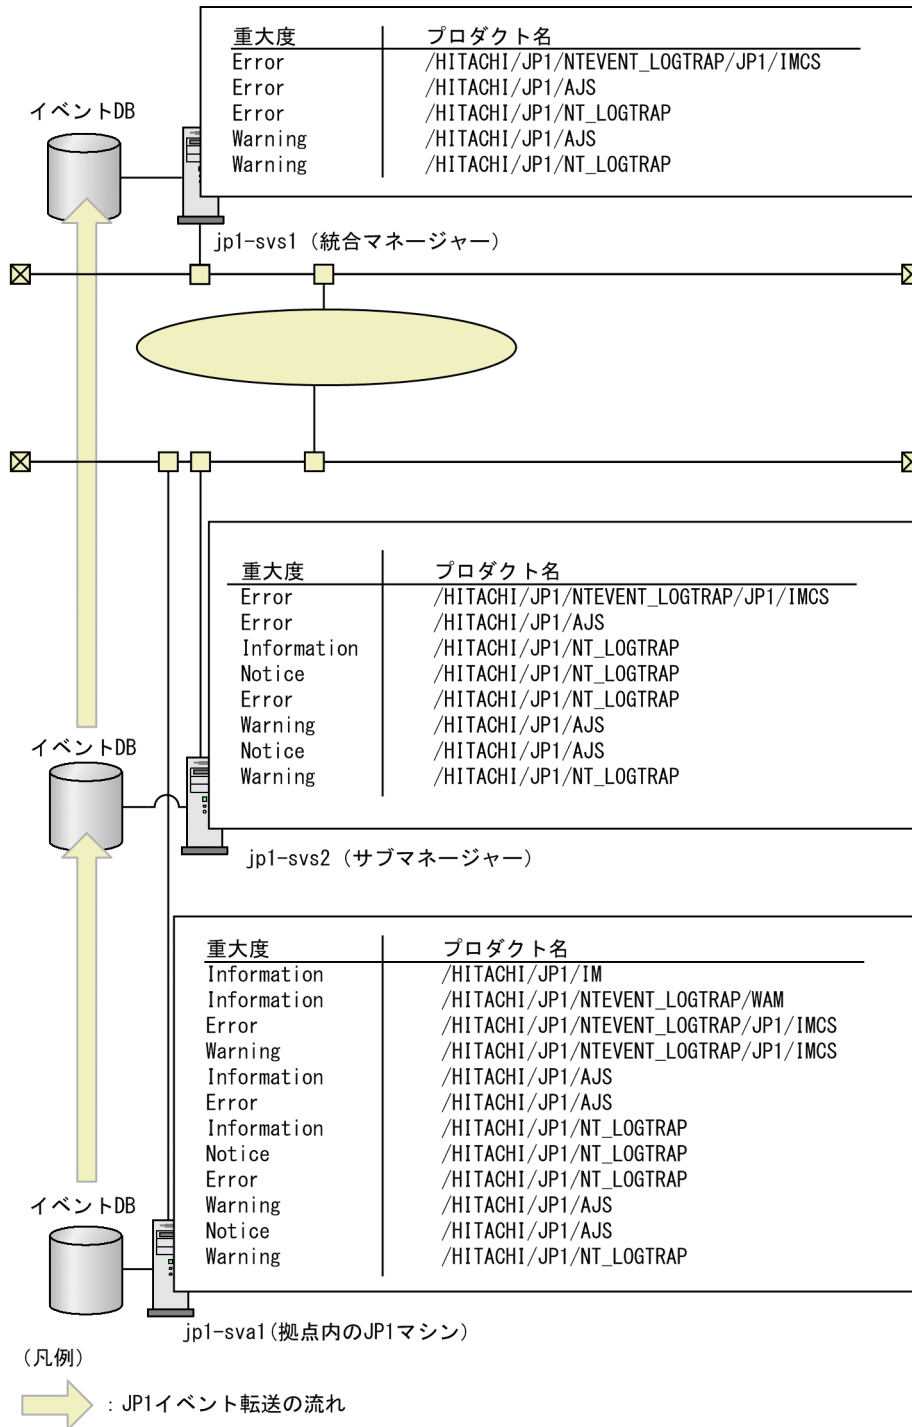 重大度 プロダクト名
Error /HITACHI/JP1/NTEVENT_LOGTRAP/JP1/IMCS
Error /HITACHI/JP1/AJS
Error /HITACHI/JP1/NT_LOGTRAP
Warning /HITACHI/JP1/AJS
Warning /HITACHI/JP1/NT_LOGTRAP
イベントDB
jp1-svs1（統合マネージャー）
重大度 プロダクト名
Error /HITACHI/JP1/NTEVENT_LOGTRAP/JP1/IMCS
Error /HITACHI/JP1/AJS
Information /HITACHI/JP1/NT_LOGTRAP
Notice /HITACHI/JP1/NT_LOGTRAP
Error /HITACHI/JP1/NT_LOGTRAP
Warning /HITACHI/JP1/AJS
Notice /HITACHI/JP1/AJS
Warning /HITACHI/JP1/NT_LOGTRAP
イベントDB
jp1-svs2（サブマネージャー）
重大度 プロダクト名
Information /HITACHI/JP1/IM
Information /HITACHI/JP1/NTEVENT_LOGTRAP/WAM
Error /HITACHI/JP1/NTEVENT_LOGTRAP/JP1/IMCS
Warning /HITACHI/JP1/NTEVENT_LOGTRAP/JP1/IMCS
Information /HITACHI/JP1/AJS
Error /HITACHI/JP1/AJS
Information /HITACHI/JP1/NT_LOGTRAP
Notice /HITACHI/JP1/NT_LOGTRAP
Error /HITACHI/JP1/NT_LOGTRAP
Warning /HITACHI/JP1/AJS
Notice /HITACHI/JP1/AJS
Warning /HITACHI/JP1/NT_LOGTRAP
イベントDB
jp1-sva1(拠点内のJP1マシン)
（凡例）
：JP1イベント転送の流れ